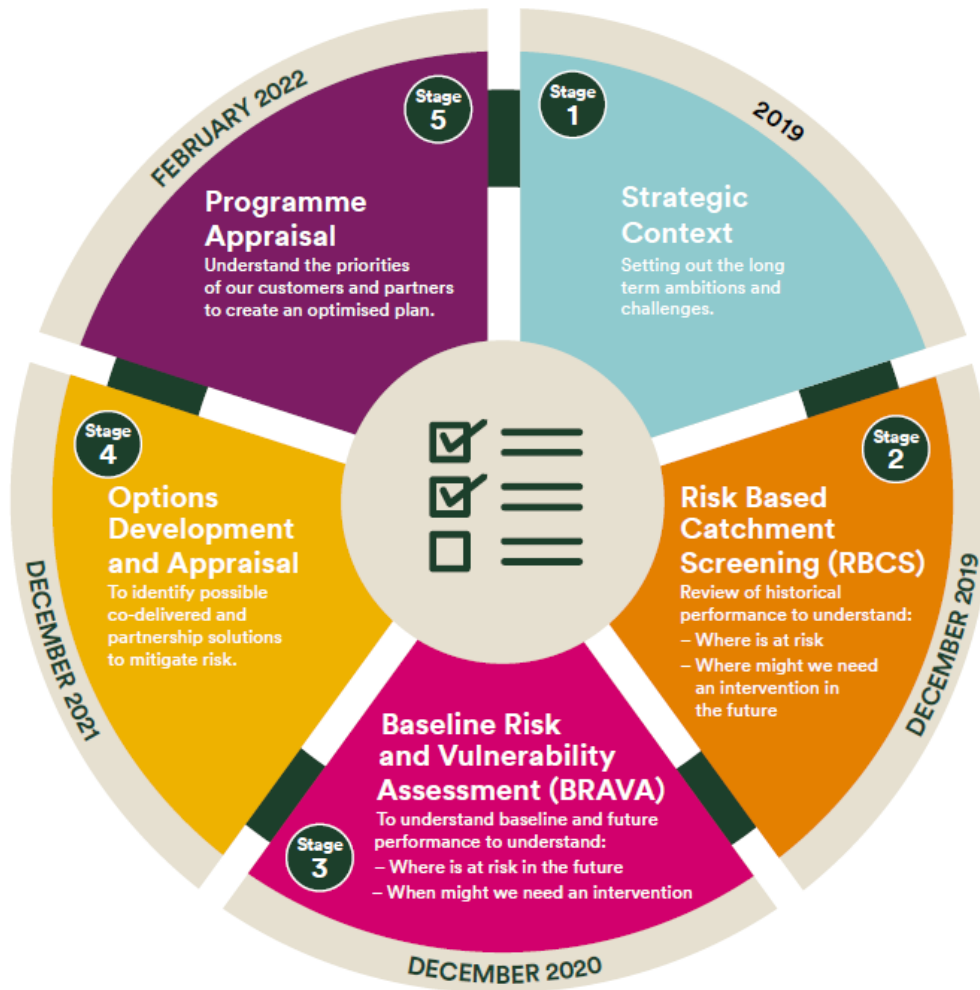 Stage
1
2019
Strategic
Context
Setting out the long
term ambitions and
challenges.
Stage
2
DECEMBER 2019
Risk Based
Catchment
Screening (RBCS)
Review of historical
performance to understand:
– Where is at risk
– Where might we need
an intervention in
the future
Stage
3
DECEMBER 2020
Baseline Risk
and Vulnerability
Assessment (BRAVA)
To understand baseline and future
performance to understand:
– Where is at risk in the future
– When might we need an intervention
Stage
4
DECEMBER 2021
Options
Development
and Appraisal
To identify possible
co-delivered and
partnership solutions
to mitigate risk.
Stage
5
FEBRUARY 2022
Programme
Appraisal
Understand the priorities
of our customers and partners
to create an optimised plan.